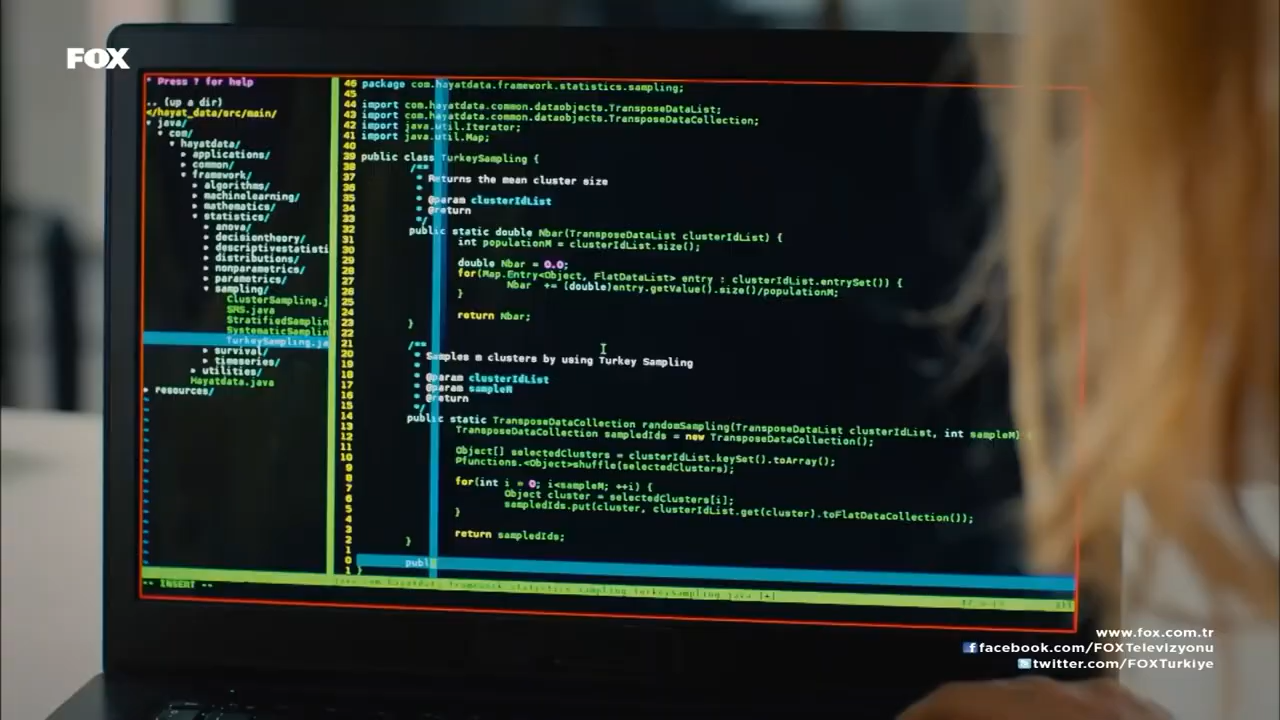 FOX
" Press ? for help
.. (up a dir)
</hayat_data/src/main/
▾ java/
▾ com/
▾ hayatdata/
▸ applications/
▸ common/
▾ framework/
▸ algorithms/
▸ machinelearning/
▸ mathematics/
▾ statistics/
▸ anova/
▸ decisiontheory/
▸ descriptivestatisti
▸ distributions/
▸ nonparametrics/
▸ parametrics/
▾ sampling/
ClusterSampling.j
SRS.java
StratifiedSamplin
SystematicSamplin
TurkeySampling.ja
▸ survival/
▸ timeseries/
▸ utilities/
Hayatdata.java
▸ resources/
-- INSERT --
46 package com.hayatdata.framework.statistics.sampling;
45
44 import com.hayatdata.common.dataobjects.TransposeDataList;
43 import com.hayatdata.common.dataobjects.TransposeDataCollection;
42 import java.util.Iterator;
41 import java.util.Map;
40
39 public class TurkeySampling {
38 /**
37 * Returns the mean cluster size
36 *
35 * @param clusterIdList
34 * @return
33 */
32 public static double Nbar(TransposeDataList clusterIdList) {
31 int populationM = clusterIdList.size();
30
29 double Nbar = 0.0;
28 for(Map.Entry<Object, FlatDataList> entry : clusterIdList.entrySet()) {
27 Nbar += (double)entry.getValue().size()/populationM;
26 }
25
24 return Nbar;
23 }
22
21 /**
20 * Samples m clusters by using Turkey Sampling
19 *
18 * @param clusterIdList
17 * @param sampleM
16 * @return
15 */
14 public static TransposeDataCollection randomSampling(TransposeDataList clusterIdList, int sampleM) {
13 TransposeDataCollection sampledIds = new TransposeDataCollection();
12
11 Object[] selectedClusters = clusterIdList.keySet().toArray();
10 Pfunctions.<Object>shuffle(selectedClusters);
9
8 for(int i = 0; i<sampleM; ++i) {
7 Object cluster = selectedClusters[i];
6 sampledIds.put(cluster, clusterIdList.get(cluster).toFlatDataCollection());
5 }
4
3 return sampledIds;
2 }
1
0 publ
1 }
www.fox.com.tr
facebook.com/FOXTelevizyonu
twitter.com/FOXTurkiye